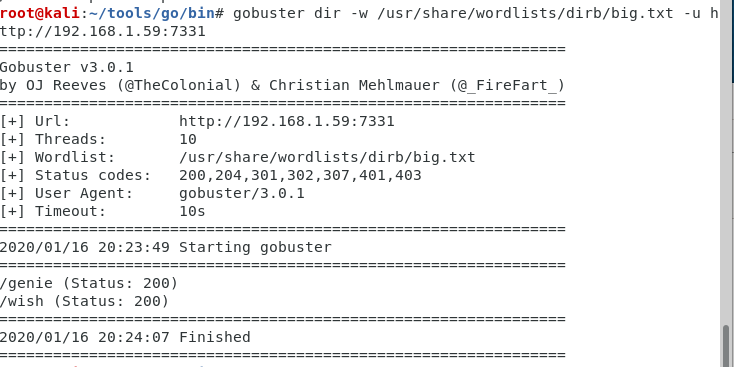 root@kali:~/tools/go/bin# gobuster dir -w /usr/share/wordlists/dirb/big.txt -u h
ttp://192.168.1.59:7331
===============================================================
Gobuster v3.0.1
by OJ Reeves (@TheColonial) & Christian Mehlmauer (@_FireFart_)
===============================================================
[+] Url:            http://192.168.1.59:7331
[+] Threads:        10
[+] Wordlist:       /usr/share/wordlists/dirb/big.txt
[+] Status codes:   200,204,301,302,307,401,403
[+] User Agent:     gobuster/3.0.1
[+] Timeout:        10s
===============================================================
2020/01/16 20:23:49 Starting gobuster
===============================================================
/genie (Status: 200)
/wish (Status: 200)
===============================================================
2020/01/16 20:24:07 Finished
===============================================================